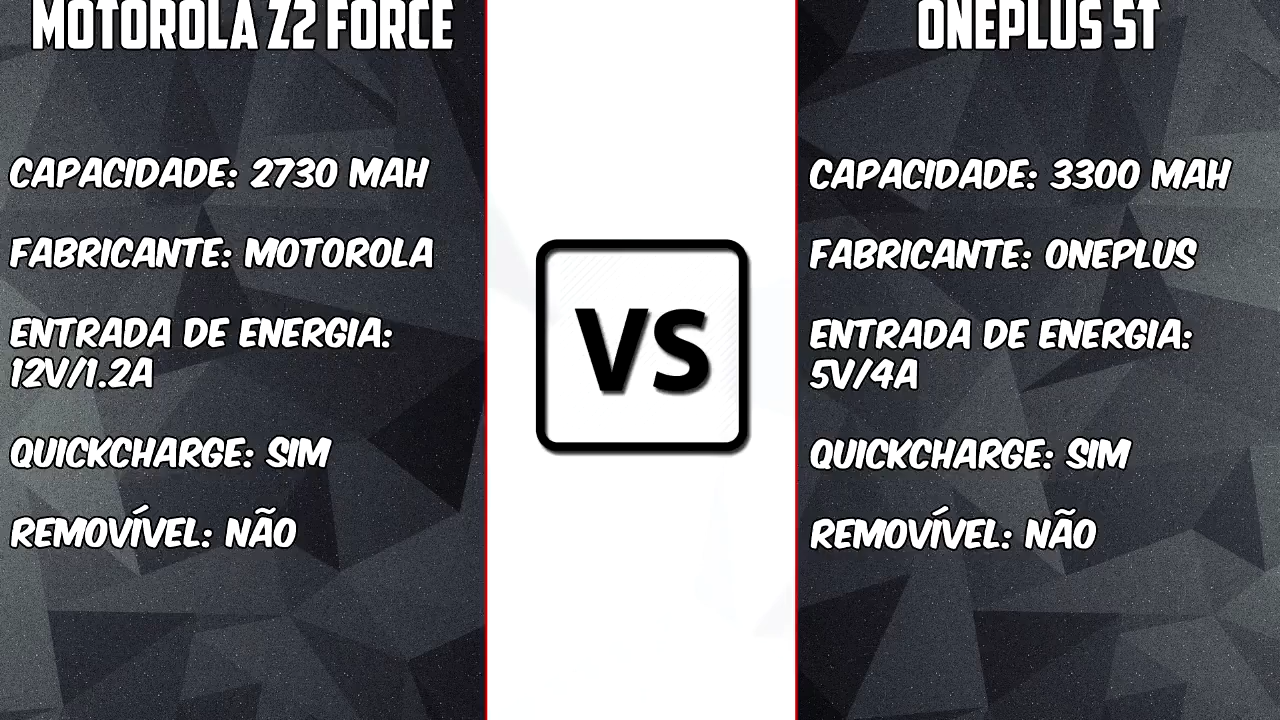 MOTOROLA Z2 FORCE
CAPACIDADE: 2730 MAH
FABRICANTE: MOTOROLA
ENTRADA DE ENERGIA:
12V/1.2A
QUICKCHARGE: SIM
REMOVÍVEL: NÃO
VS
ONEPLUS 5T
CAPACIDADE: 3300 MAH
FABRICANTE: ONEPLUS
ENTRADA DE ENERGIA:
5V/4A
QUICKCHARGE: SIM
REMOVÍVEL: NÃO